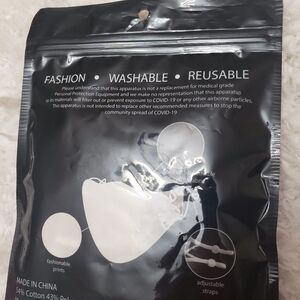 FASHION • WASHABLE • REUSABLE
Please understand that this apparatus is not a replacement for medical grade
Personal Protection Equipment and we make no representation that this apparatus
or its materials will filter out or prevent exposure to COVID-19 or any other airborne particles.
This apparatus is not intended to replace other recommended measures to stop the
community spread of COVID-19
fashionable
prints
adjustable
straps
MADE IN CHINA
54% Cotton 43%